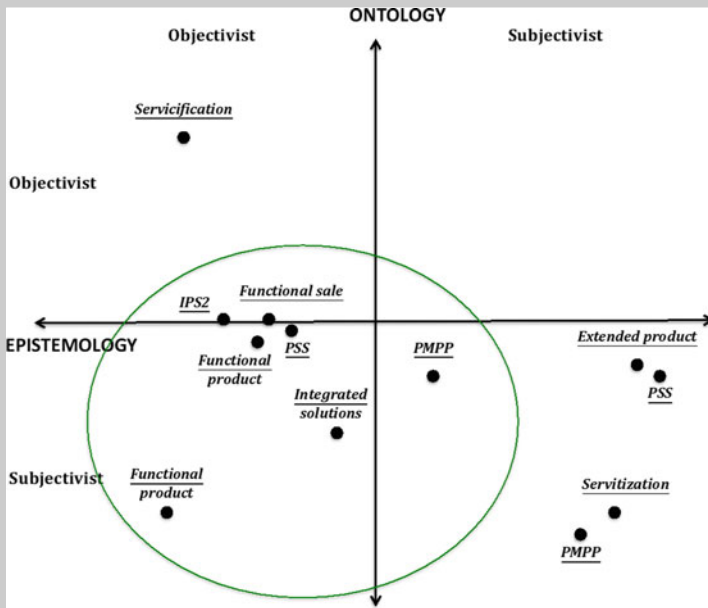 ONTOLOGY
Objectivist
Subjectivist
Servicification
Objectivist
Functional sale
IPS2
EPISTEMOLOGY
Functional
product
PSS
PMPP
Extended product
PSS
Integrated
solutions
Subjectivist
Functional
product
Servitization
PMPP